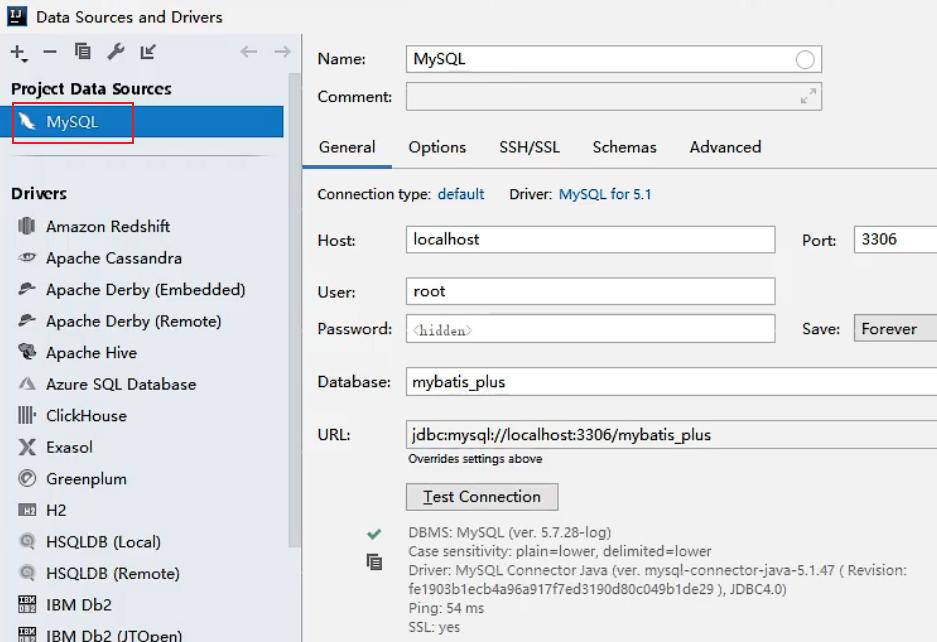 Data Sources and Drivers
Project Data Sources
MySQL
Drivers
Amazon Redshift
Apache Cassandra
Apache Derby (Embedded)
Apache Derby (Remote)
Apache Hive
Azure SQL Database
ClickHouse
Exasol
Greenplum
H2
HSQLDB (Local)
HSQLDB (Remote)
IBM Db2
IBM Db2 (JTOpen)
Name: MySQL
Comment:
General Options SSH/SSL Schemas Advanced
Connection type: default Driver: MySQL for 5.1
Host: localhost Port: 3306
User: root
Password: <hidden> Save: Forever
Database: mybatis_plus
URL: jdbc:mysql://localhost:3306/mybatis_plus
Overrides settings above
Test Connection
DBMS: MySQL (ver. 5.7.28-log)
Case sensitivity: plain=lower, delimited=lower
Driver: MySQL Connector Java (ver. mysql-connector-java-5.1.47 ( Revision:
fe1903b1ecb4a96a917f7ed3190d80c049b1de29 ), JDBC4.0)
Ping: 54 ms
SSL: yes